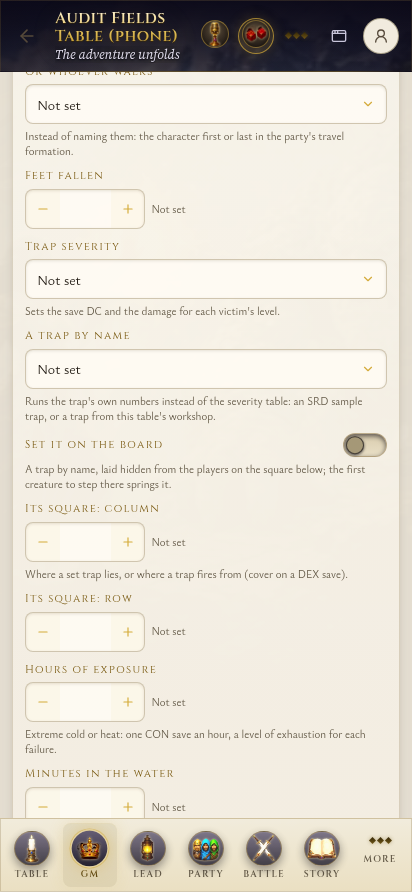 Audit Fields
Table (Phone)
The adventure unfolds
or whoever walks
Not set
Instead of naming them: the character first or last in the party's travel
formation.
Feet fallen
− + Not set
Trap severity
Not set
Sets the save DC and the damage for each victim's level.
A trap by name
Not set
Runs the trap's own numbers instead of the severity table: an SRD sample
trap, or a trap from this table's workshop.
Set it on the board
A trap by name, laid hidden from the players on the square below; the first
creature to step there springs it.
Its square: column
− + Not set
Where a set trap lies, or where a trap fires from (cover on a DEX save).
Its square: row
− + Not set
Hours of exposure
− + Not set
Extreme cold or heat: one CON save an hour, a level of exhaustion for each
failure.
Minutes in the water
− + Not set
TABLE GM LEAD PARTY BATTLE STORY MORE